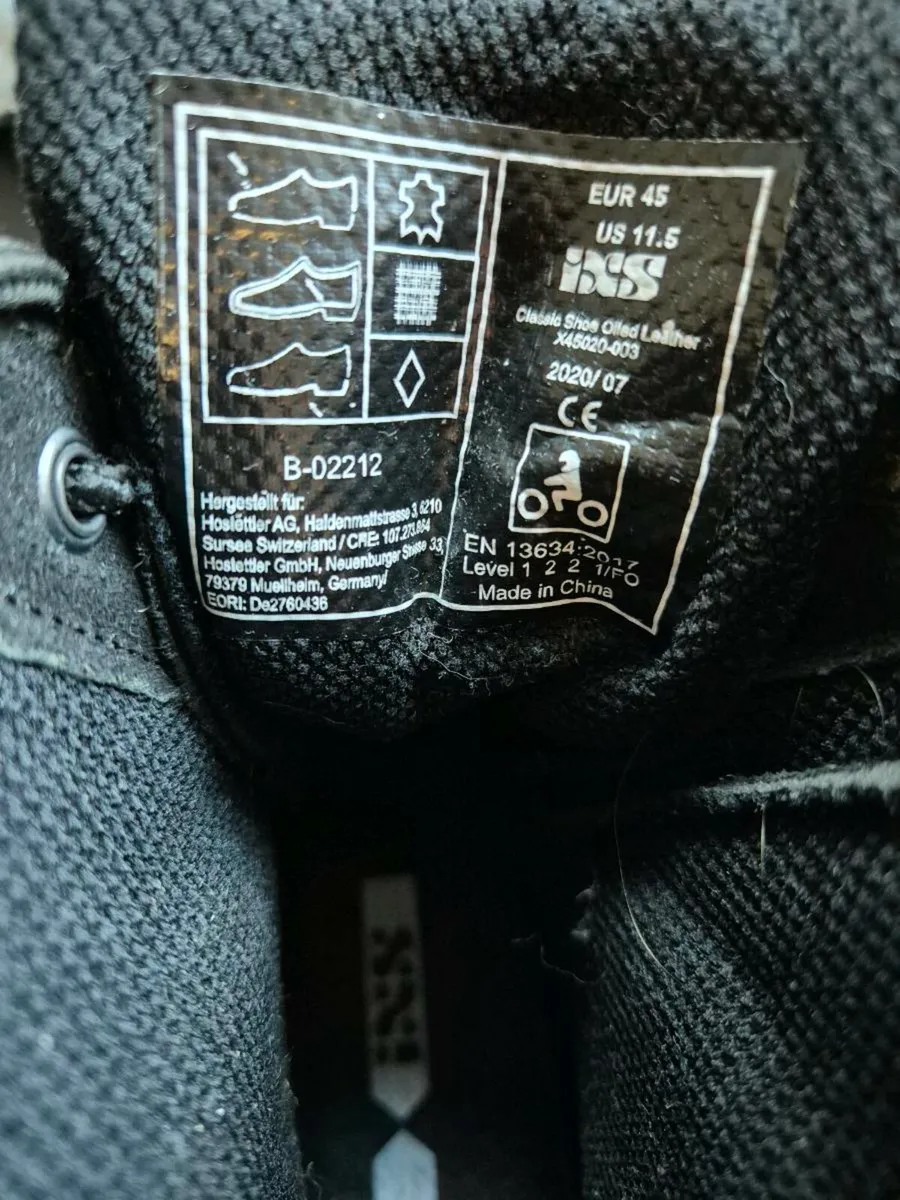 EUR 45
US 11.5
iXS
Classic Shoe Oiled Leather
X45020-003
2020/ 07
CE
EN 13634:2017
Level 1 2 2 1/FO
Made in China
B-02212
Hergestellt für:
Hostettler AG, Haldenmattstrasse 3, 6210
Sursee Switzerland / CHE: 107.273.864
Hostettler GmbH, Neuenburger Strasse 33,
79379 Muellheim, Germany/
EORI: De2760436
iXS